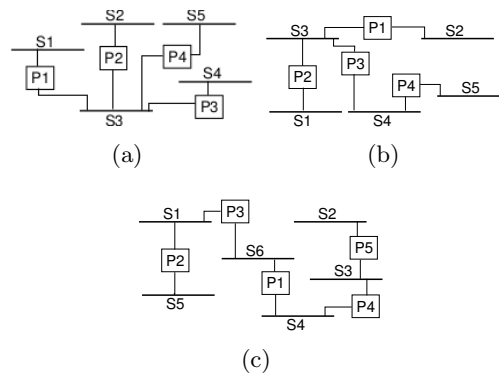 S2 S5
S1
P2 P4
P1 S4
P3
S3
(a)
S3 P1 S2
P3
P2 P4
S5
S1 S4
(b)
S1 P3 S2
P2 S6 P5
P1 S3
S5 P4
S4
(c)